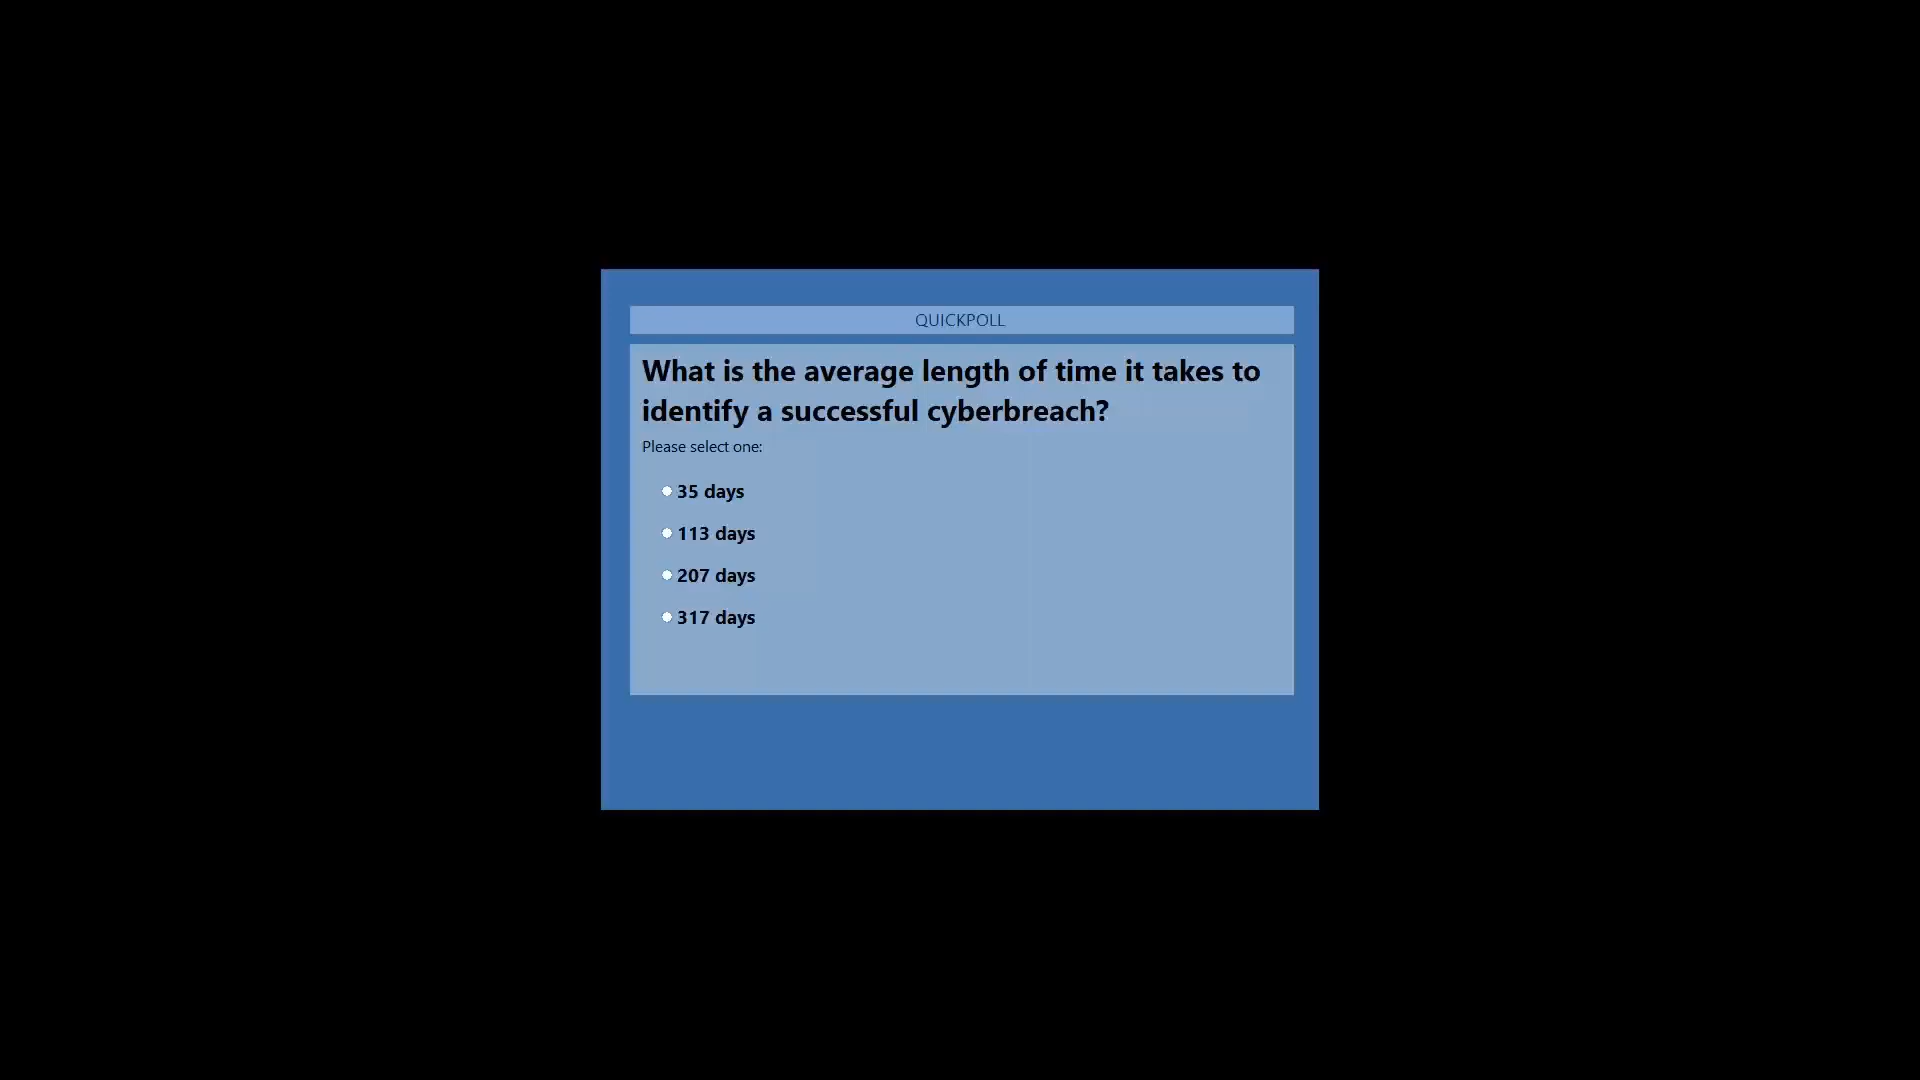 QUICKPOLL
What is the average length of time it takes to
identify a successful cyberbreach?
Please select one:
35 days
113 days
207 days
317 days